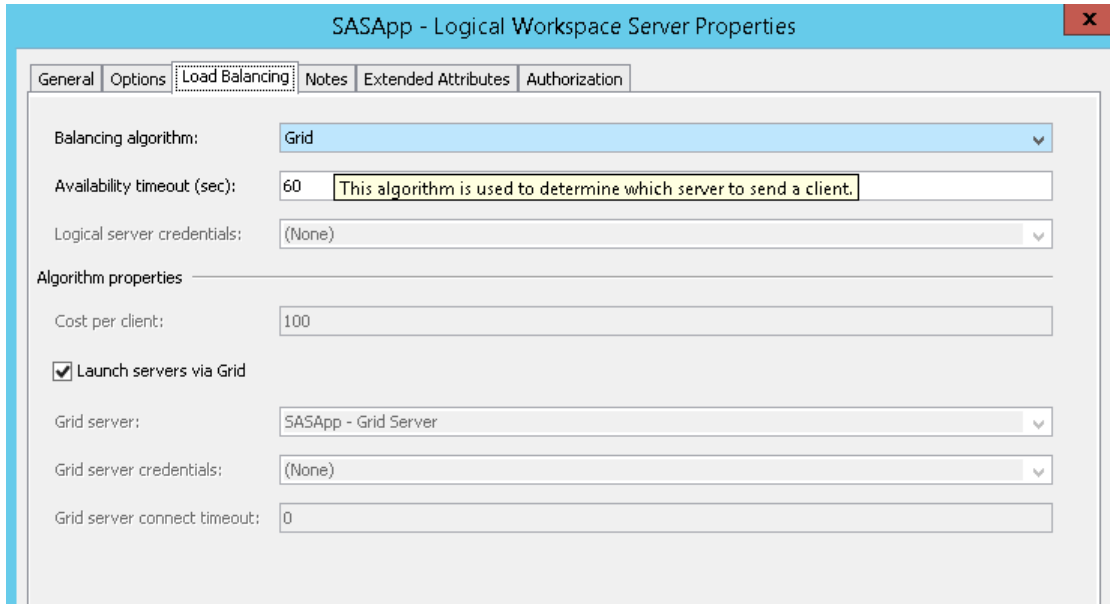 SASApp - Logical Workspace Server Properties
x
General Options Load Balancing Notes Extended Attributes Authorization
Balancing algorithm: Grid
Availability timeout (sec): 60 This algorithm is used to determine which server to send a client.
Logical server credentials: (None)
Algorithm properties
Cost per client: 100
Launch servers via Grid
Grid server: SASApp - Grid Server
Grid server credentials: (None)
Grid server connect timeout: 0